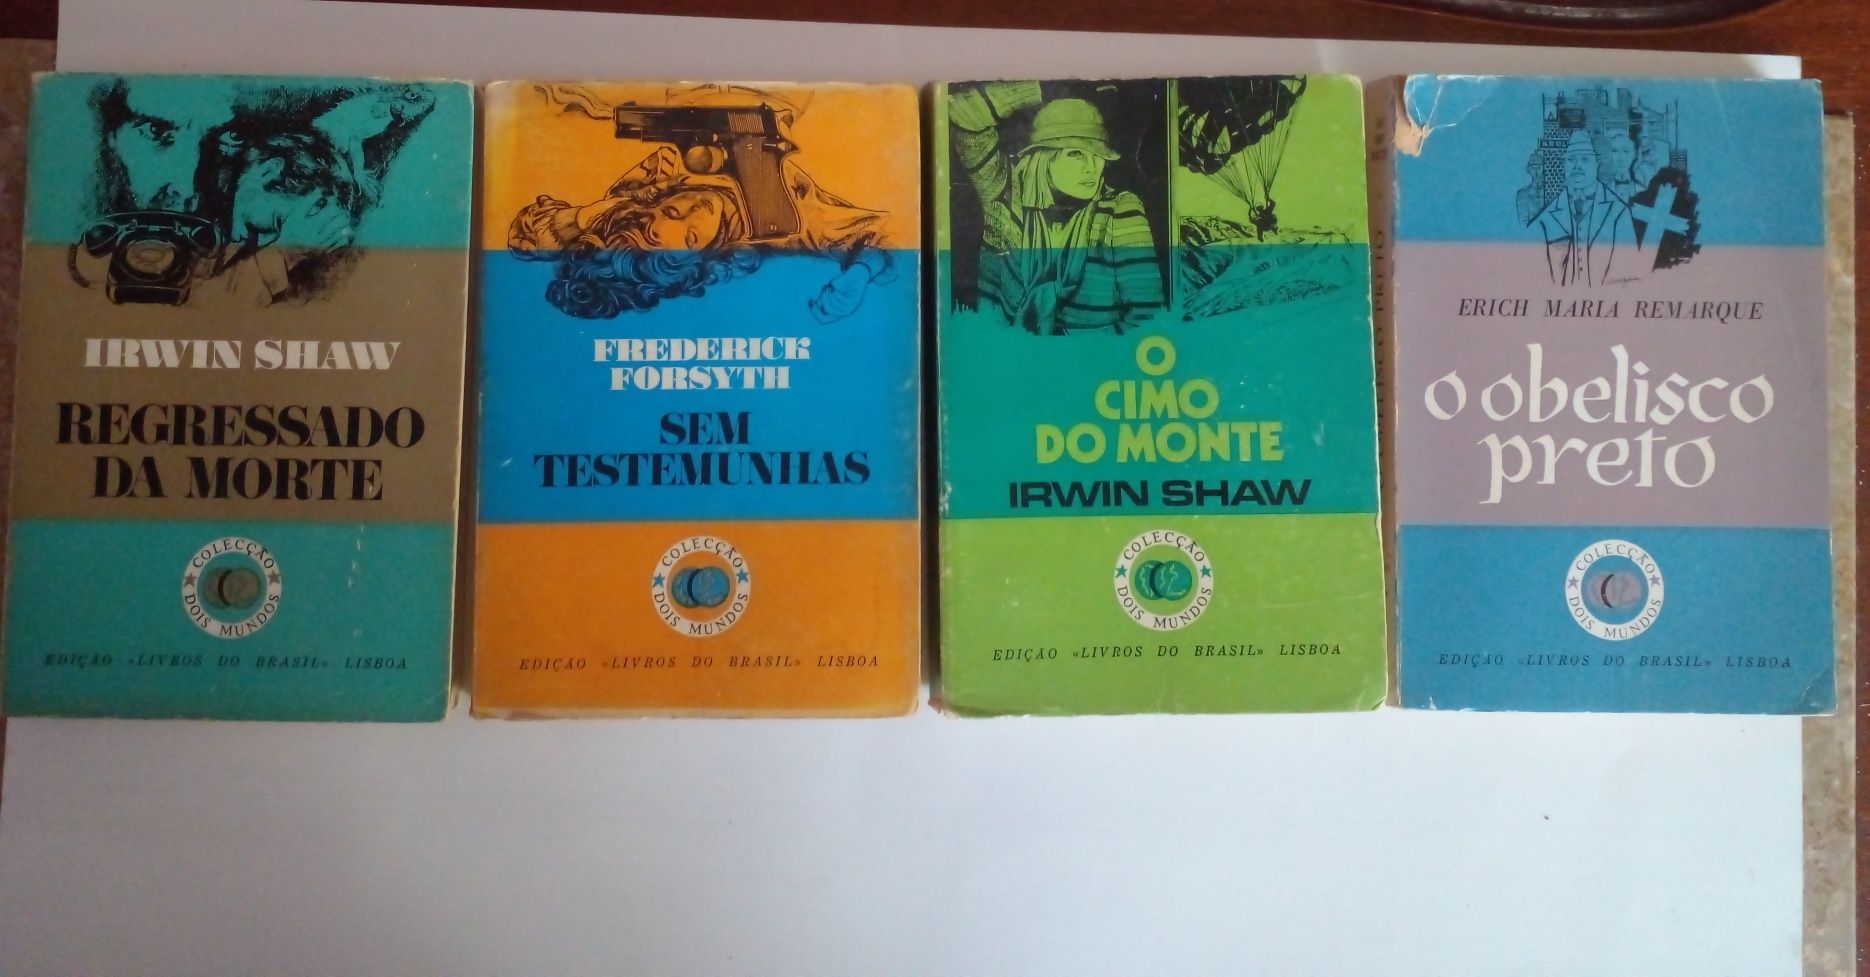 IRWIN SHAW
REGRESSADO
DA MORTE
COLECÇÃO
DOIS MUNDOS
EDIÇÃO «LIVROS DO BRASIL» LISBOA
FREDERICK
FORSYTH
SEM
TESTEMUNHAS
COLECÇÃO
DOIS MUNDOS
EDIÇÃO «LIVROS DO BRASIL» LISBOA
O
CIMO
DO MONTE
IRWIN SHAW
COLECÇÃO
DOIS MUNDOS
EDIÇÃO «LIVROS DO BRASIL» LISBOA
KROL
ERICH MARIA REMARQUE
o obelisco
preto
COLECÇÃO
DOIS MUNDOS
EDIÇÃO «LIVROS DO BRASIL» LISBOA